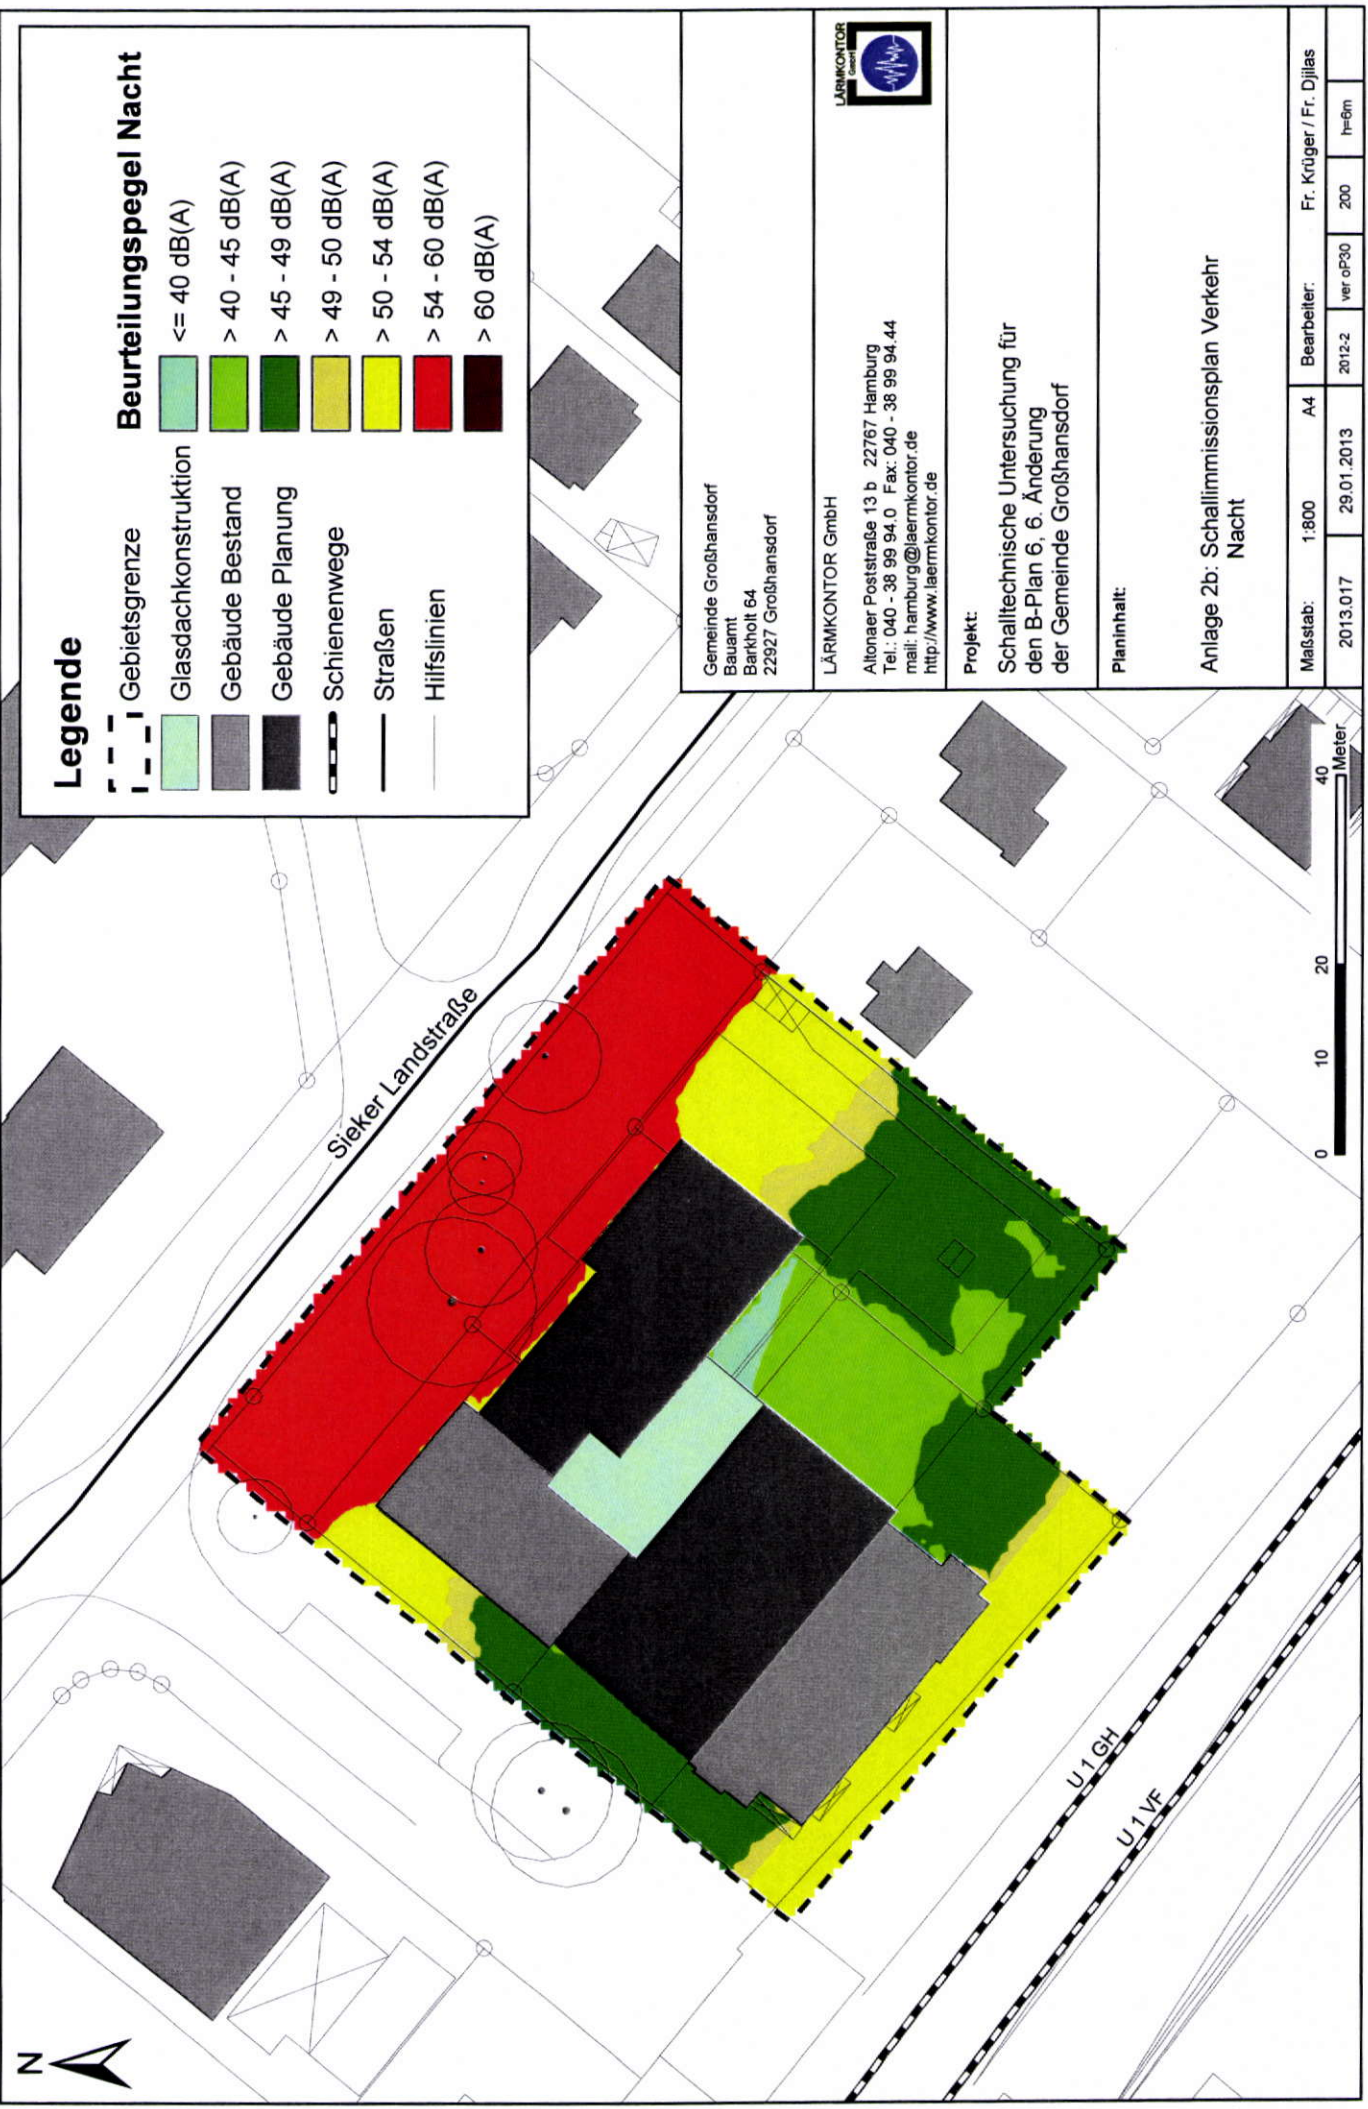 Legende
Gebietsgrenze
Glasdachkonstruktion
Gebäude Bestand
Gebäude Planung
Schienenwege
Straßen
Hilfslinien
Beurteilungspegel Nacht
<= 40 dB(A)
> 40 - 45 dB(A)
> 45 - 49 dB(A)
> 49 - 50 dB(A)
> 50 - 54 dB(A)
> 54 - 60 dB(A)
> 60 dB(A)
N
Sieker Landstraße
U 1 GH
U 1 VF
0 10 20 40
Meter
Gemeinde Großhansdorf
Bauamt
Barkholt 64
22927 Großhansdorf
LÄRMKONTOR GmbH
Altonaer Poststraße 13 b 22767 Hamburg
Tel.: 040 - 38 99 94.0 Fax: 040 - 38 99 94.44
mail: hamburg@laermkontor.de
http://www.laermkontor.de
LÄRMKONTOR
GmbH
Projekt:
Schalltechnische Untersuchung für
den B-Plan 6, 6. Änderung
der Gemeinde Großhansdorf
Planinhalt:
Anlage 2b: Schallimmissionsplan Verkehr
Nacht
Maßstab: 1:800 A4 Bearbeiter: Fr. Krüger / Fr. Djilas
2013.017 29.01.2013 2012-2 ver oP30 200 h=6m